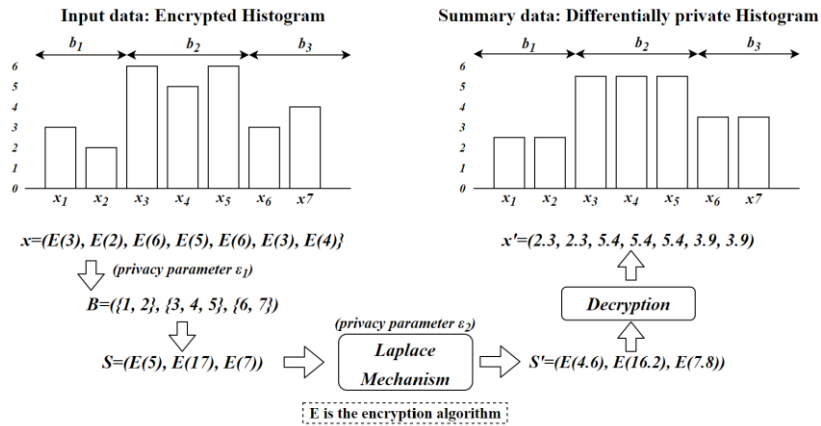 Input data: Encrypted Histogram
b1 b2 b3
6
5
4
3
2
1
0
x1 x2 x3 x4 x5 x6 x7
x=(E(3), E(2), E(6), E(5), E(6), E(3), E(4)}
(privacy parameter ε1)
B=({1, 2}, {3, 4, 5}, {6, 7})
S=(E(5), E(17), E(7))
(privacy parameter ε2)
Laplace
Mechanism
E is the encryption algorithm
Summary data: Differentially private Histogram
b1 b2 b3
6
5
4
3
2
1
0
x1 x2 x3 x4 x5 x6 x7
x'=(2.3, 2.3, 5.4, 5.4, 5.4, 3.9, 3.9)
Decryption
S'=(E(4.6), E(16.2), E(7.8))